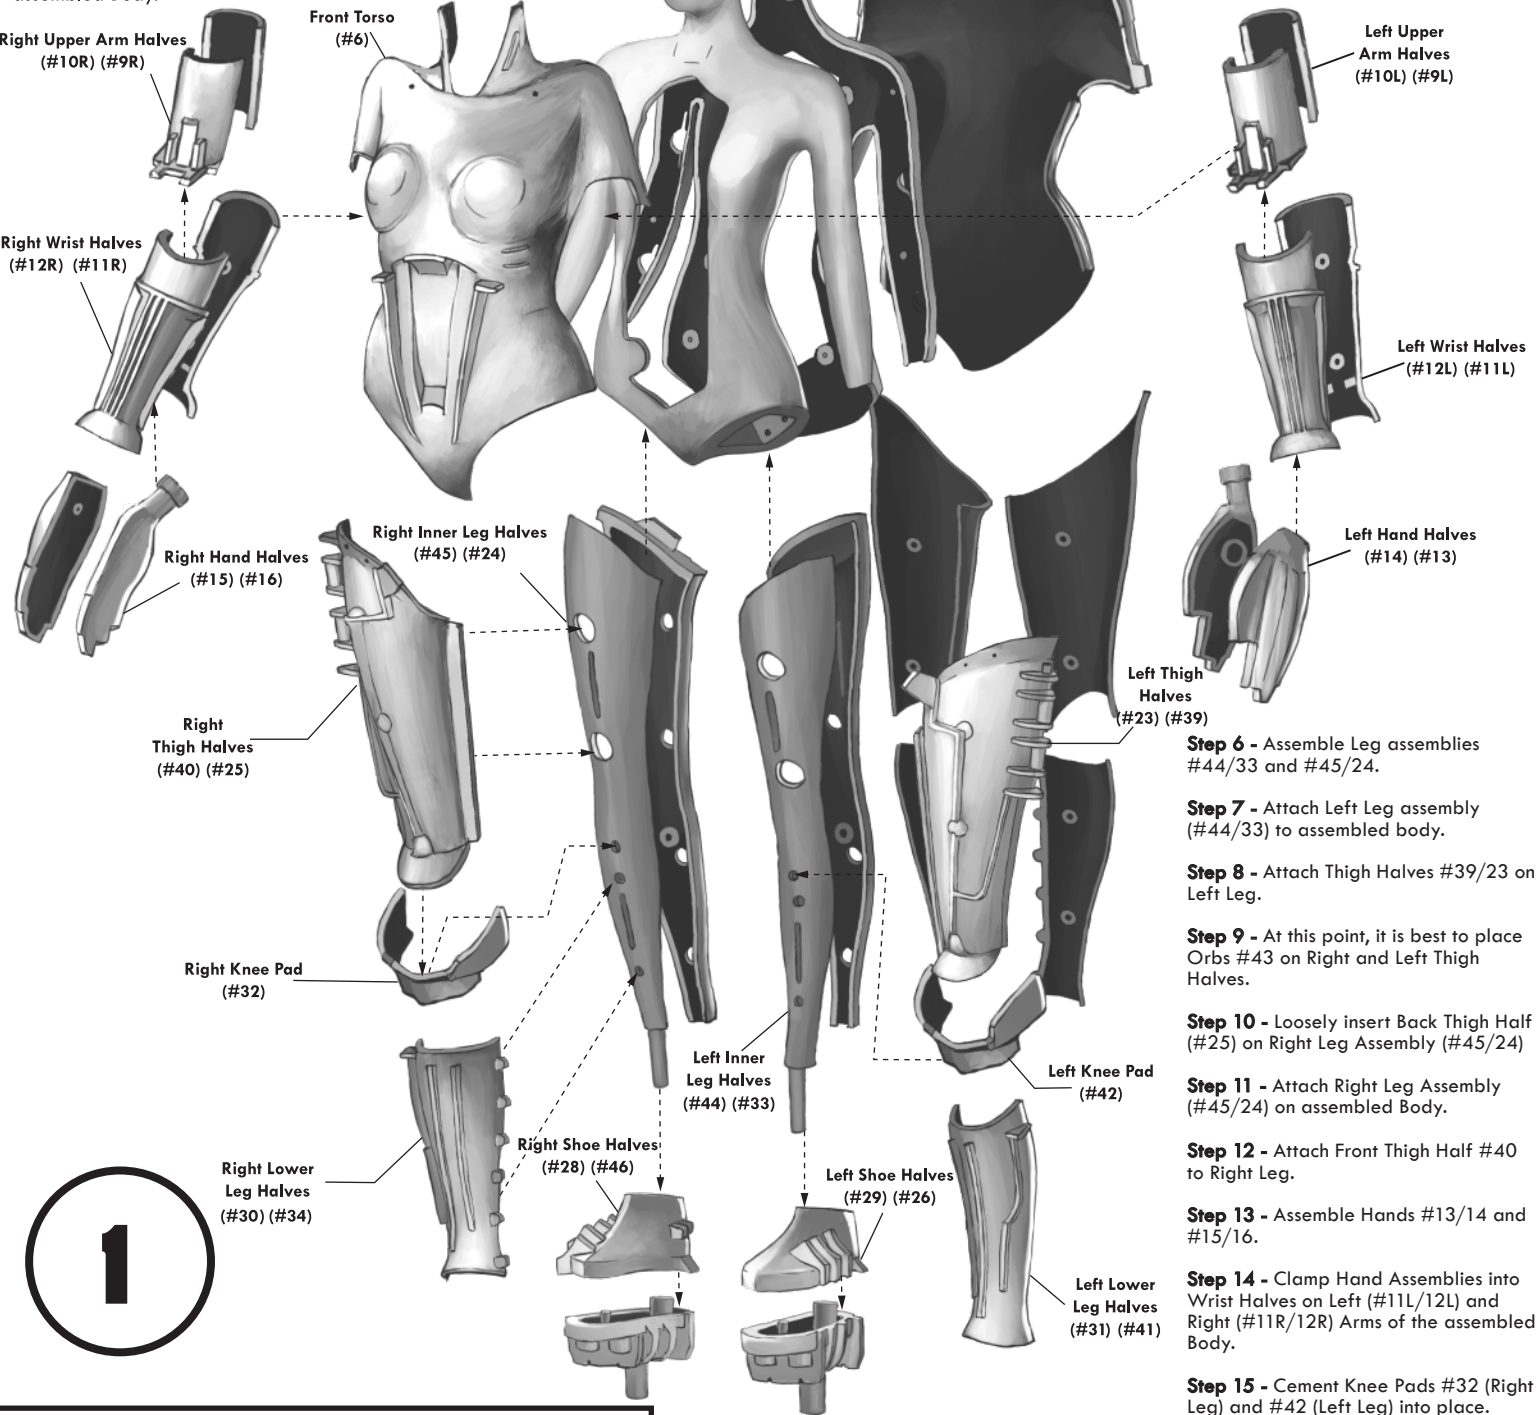 assembled Body.
Right Upper Arm Halves
(#10R) (#9R)
Front Torso
(#6)
Left Upper
Arm Halves
(#10L) (#9L)
Right Wrist Halves
(#12R) (#11R)
Left Wrist Halves
(#12L) (#11L)
Right Hand Halves
(#15) (#16)
Right Inner Leg Halves
(#45) (#24)
Left Hand Halves
(#14) (#13)
Right
Thigh Halves
(#40) (#25)
Left Thigh
Halves
(#23) (#39)
Right Knee Pad
(#32)
Left Inner
Leg Halves
(#44) (#33)
Left Knee Pad
(#42)
Right Lower
Leg Halves
(#30) (#34)
Right Shoe Halves
(#28) (#46)
Left Shoe Halves
(#29) (#26)
Left Lower
Leg Halves
(#31) (#41)
1
Step 6 - Assemble Leg assemblies
#44/33 and #45/24.
Step 7 - Attach Left Leg assembly
(#44/33) to assembled body.
Step 8 - Attach Thigh Halves #39/23 on
Left Leg.
Step 9 - At this point, it is best to place
Orbs #43 on Right and Left Thigh
Halves.
Step 10 - Loosely insert Back Thigh Half
(#25) on Right Leg Assembly (#45/24)
Step 11 - Attach Right Leg Assembly
(#45/24) on assembled Body.
Step 12 - Attach Front Thigh Half #40
to Right Leg.
Step 13 - Assemble Hands #13/14 and
#15/16.
Step 14 - Clamp Hand Assemblies into
Wrist Halves on Left (#11L/12L) and
Right (#11R/12R) Arms of the assembled
Body.
Step 15 - Cement Knee Pads #32 (Right
Leg) and #42 (Left Leg) into place.